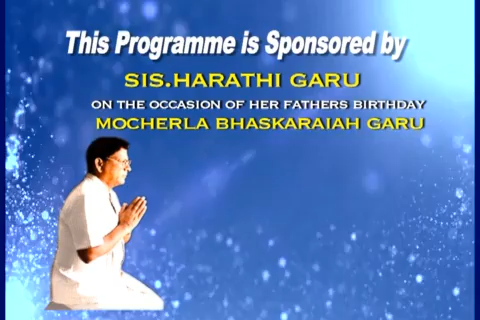 This Programme is Sponsored by
SIS.HARATHI GARU
ON THE OCCASION OF HER FATHERS BIRTHDAY
MOCHERLA BHASKARAIAH GARU